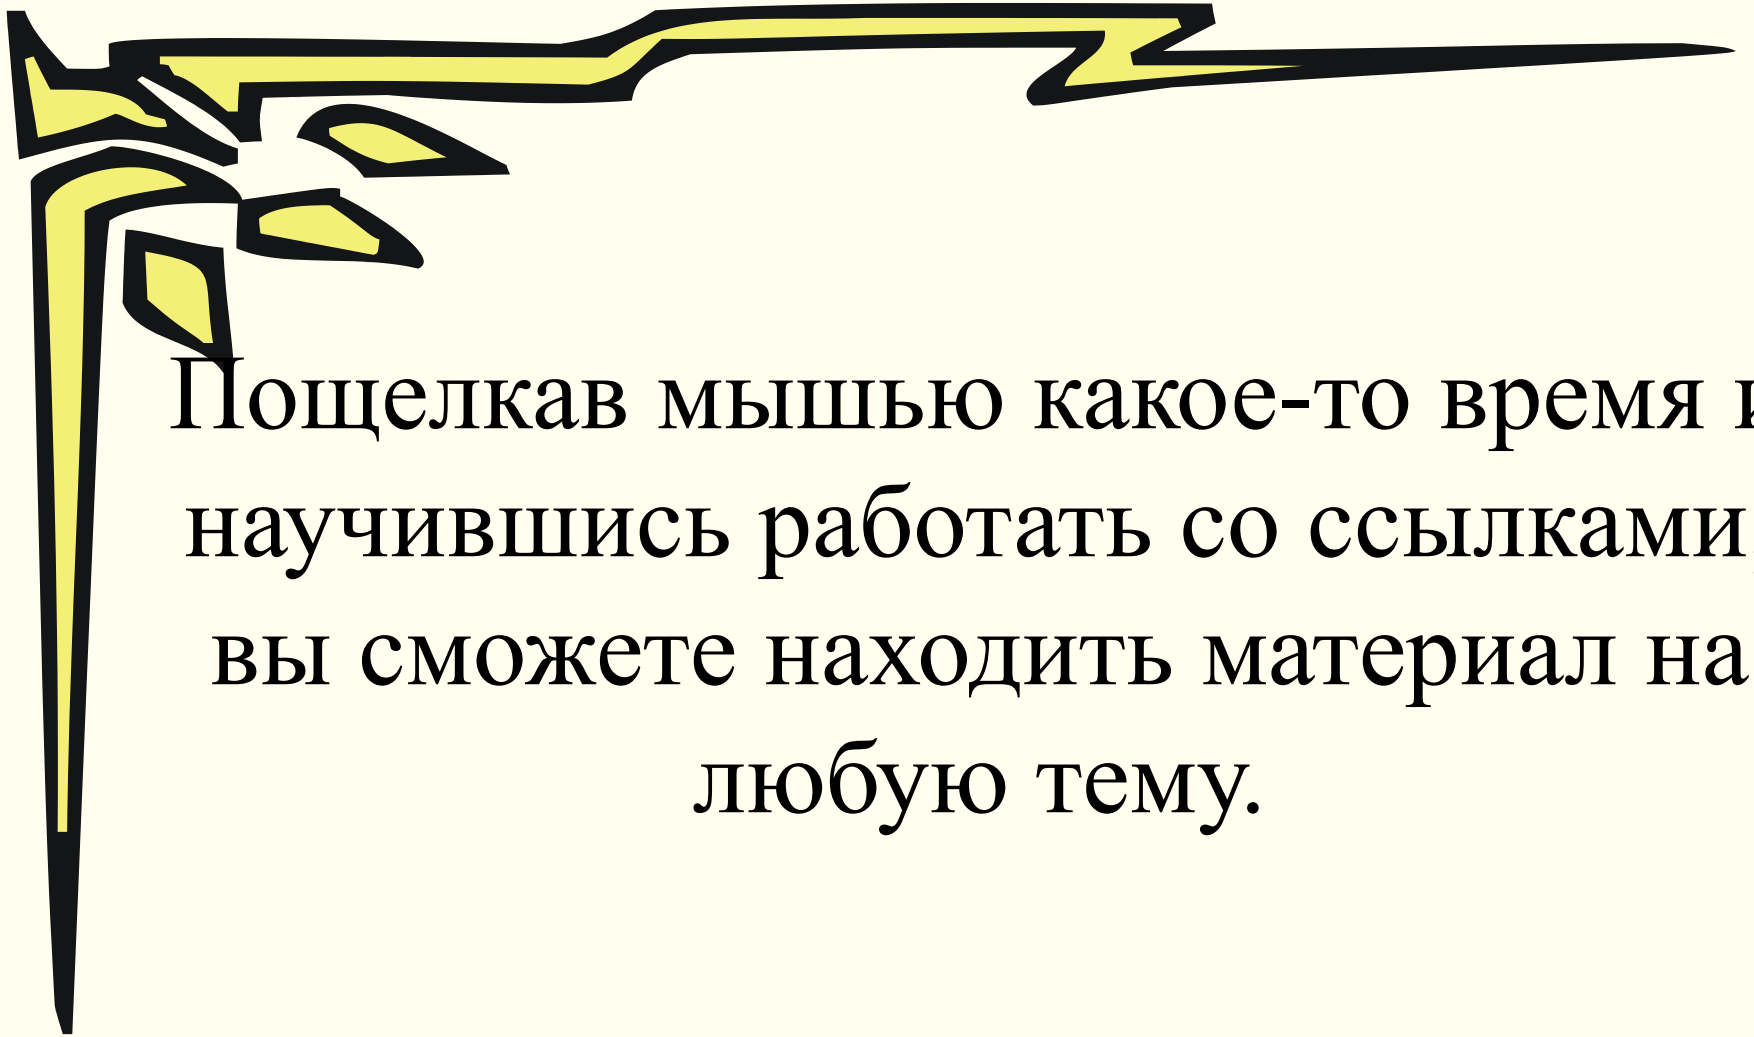 Пощелкав мышью какое-то время и
научившись работать со ссылками,
вы сможете находить материал на
любую тему.